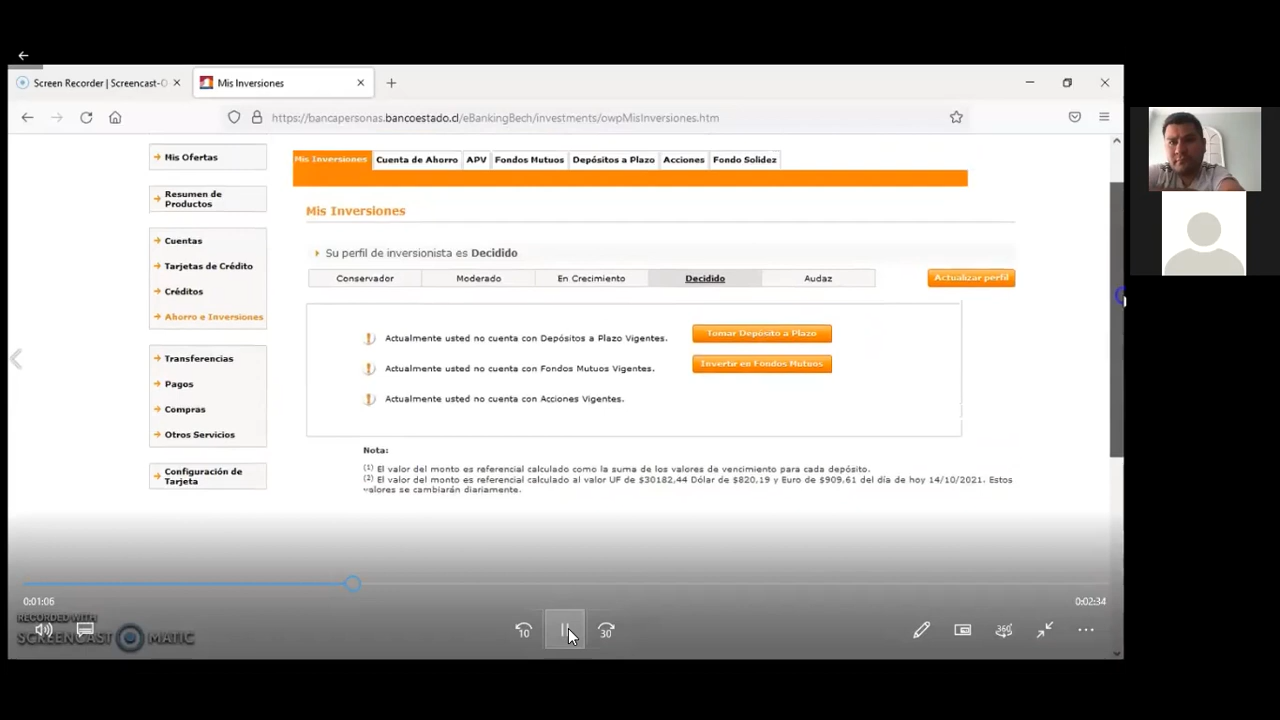 Screen Recorder | Screencast-O
Mis Inversiones
https://bancapersonas.bancoestado.cl/eBankingBech/investments/owpMisInversiones.htm
Mis Ofertas
Resumen de
Productos
Cuentas
Tarjetas de Crédito
Créditos
Ahorro e Inversiones
Transferencias
Pagos
Compras
Otros Servicios
Configuración de
Tarjeta
Mis Inversiones Cuenta de Ahorro APV Fondos Mutuos Depósitos a Plazo Acciones Fondo Solidez
Mis Inversiones
Su perfil de inversionista es Decidido
Conservador Moderado En Crecimiento Decidido Audaz Actualizar perfil
Actualmente usted no cuenta con Depósitos a Plazo Vigentes. Tomar Depósito a Plazo
Actualmente usted no cuenta con Fondos Mutuos Vigentes. Invertir en Fondos Mutuos
Actualmente usted no cuenta con Acciones Vigentes.
Nota:
(1) El valor del monto es referencial calculado como la suma de los valores de vencimiento para cada depósito.
(2) El valor del monto es referencial calculado al valor UF de $30182,44 Dólar de $820,19 y Euro de $909,61 del día de hoy 14/10/2021. Estos
valores se cambiarán diariamente.
0:01:06
0:02:34
RECORDED WITH
SCREENCAST MATIC
10
30
360